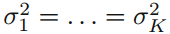 σ₁² = … = σ_K²